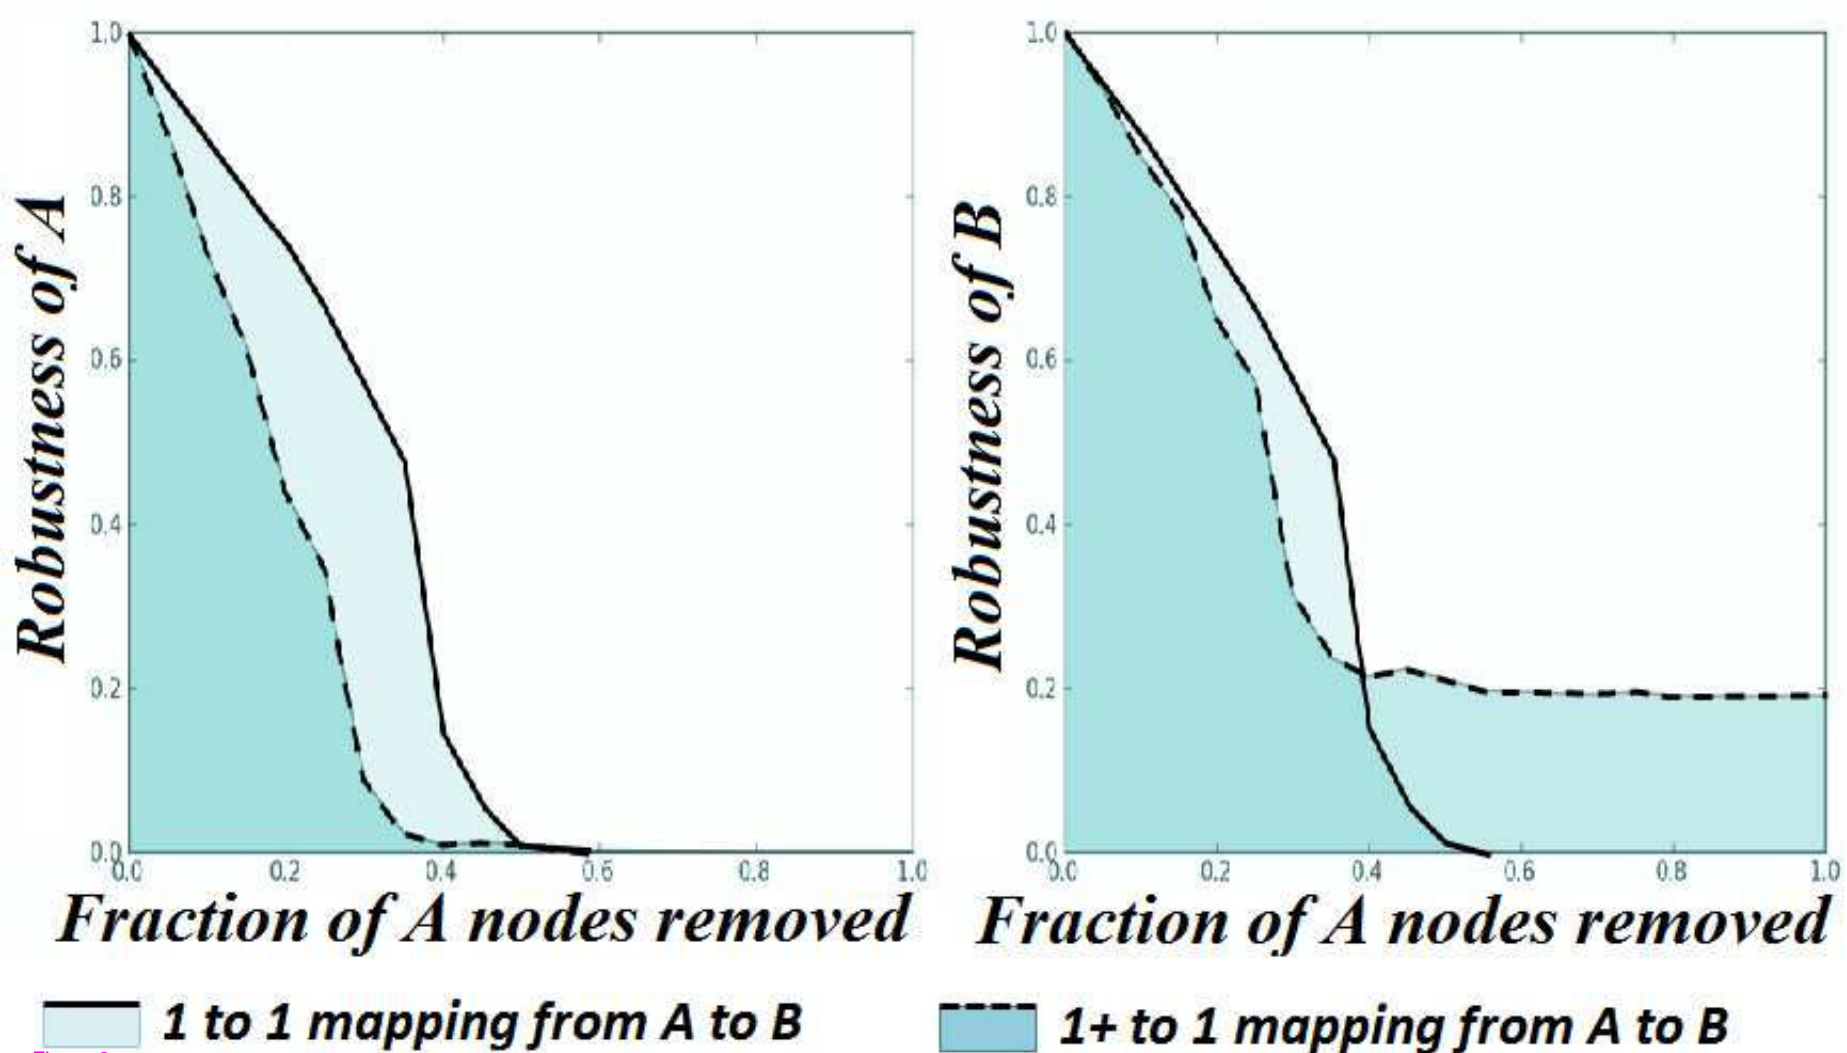 Robustness of A
1.0
0.8
0.6
0.4
0.2
0.0
0.0 0.2 0.4 0.6 0.8 1.0
Fraction of A nodes removed
Robustness of B
1.0
0.8
0.6
0.4
0.2
0.0
0.0 0.2 0.4 0.6 0.8 1.0
Fraction of A nodes removed
1 to 1 mapping from A to B
1+ to 1 mapping from A to B